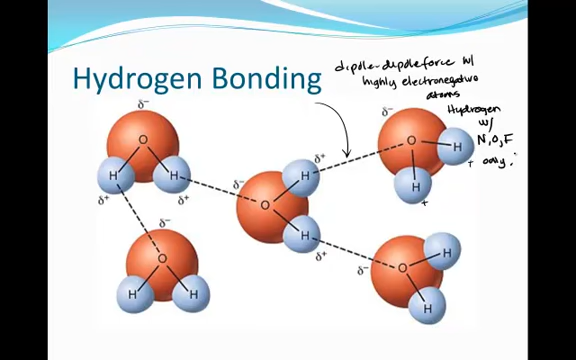 dipole-dipole force w/
highly electronegative
atoms
Hydrogen Bonding
Hydrogen
w/
N, O, F
+ only.
δ- O H H δ+ δ+
δ- O H H
δ- O H H δ+ δ+
δ- O H H +
δ- O H H